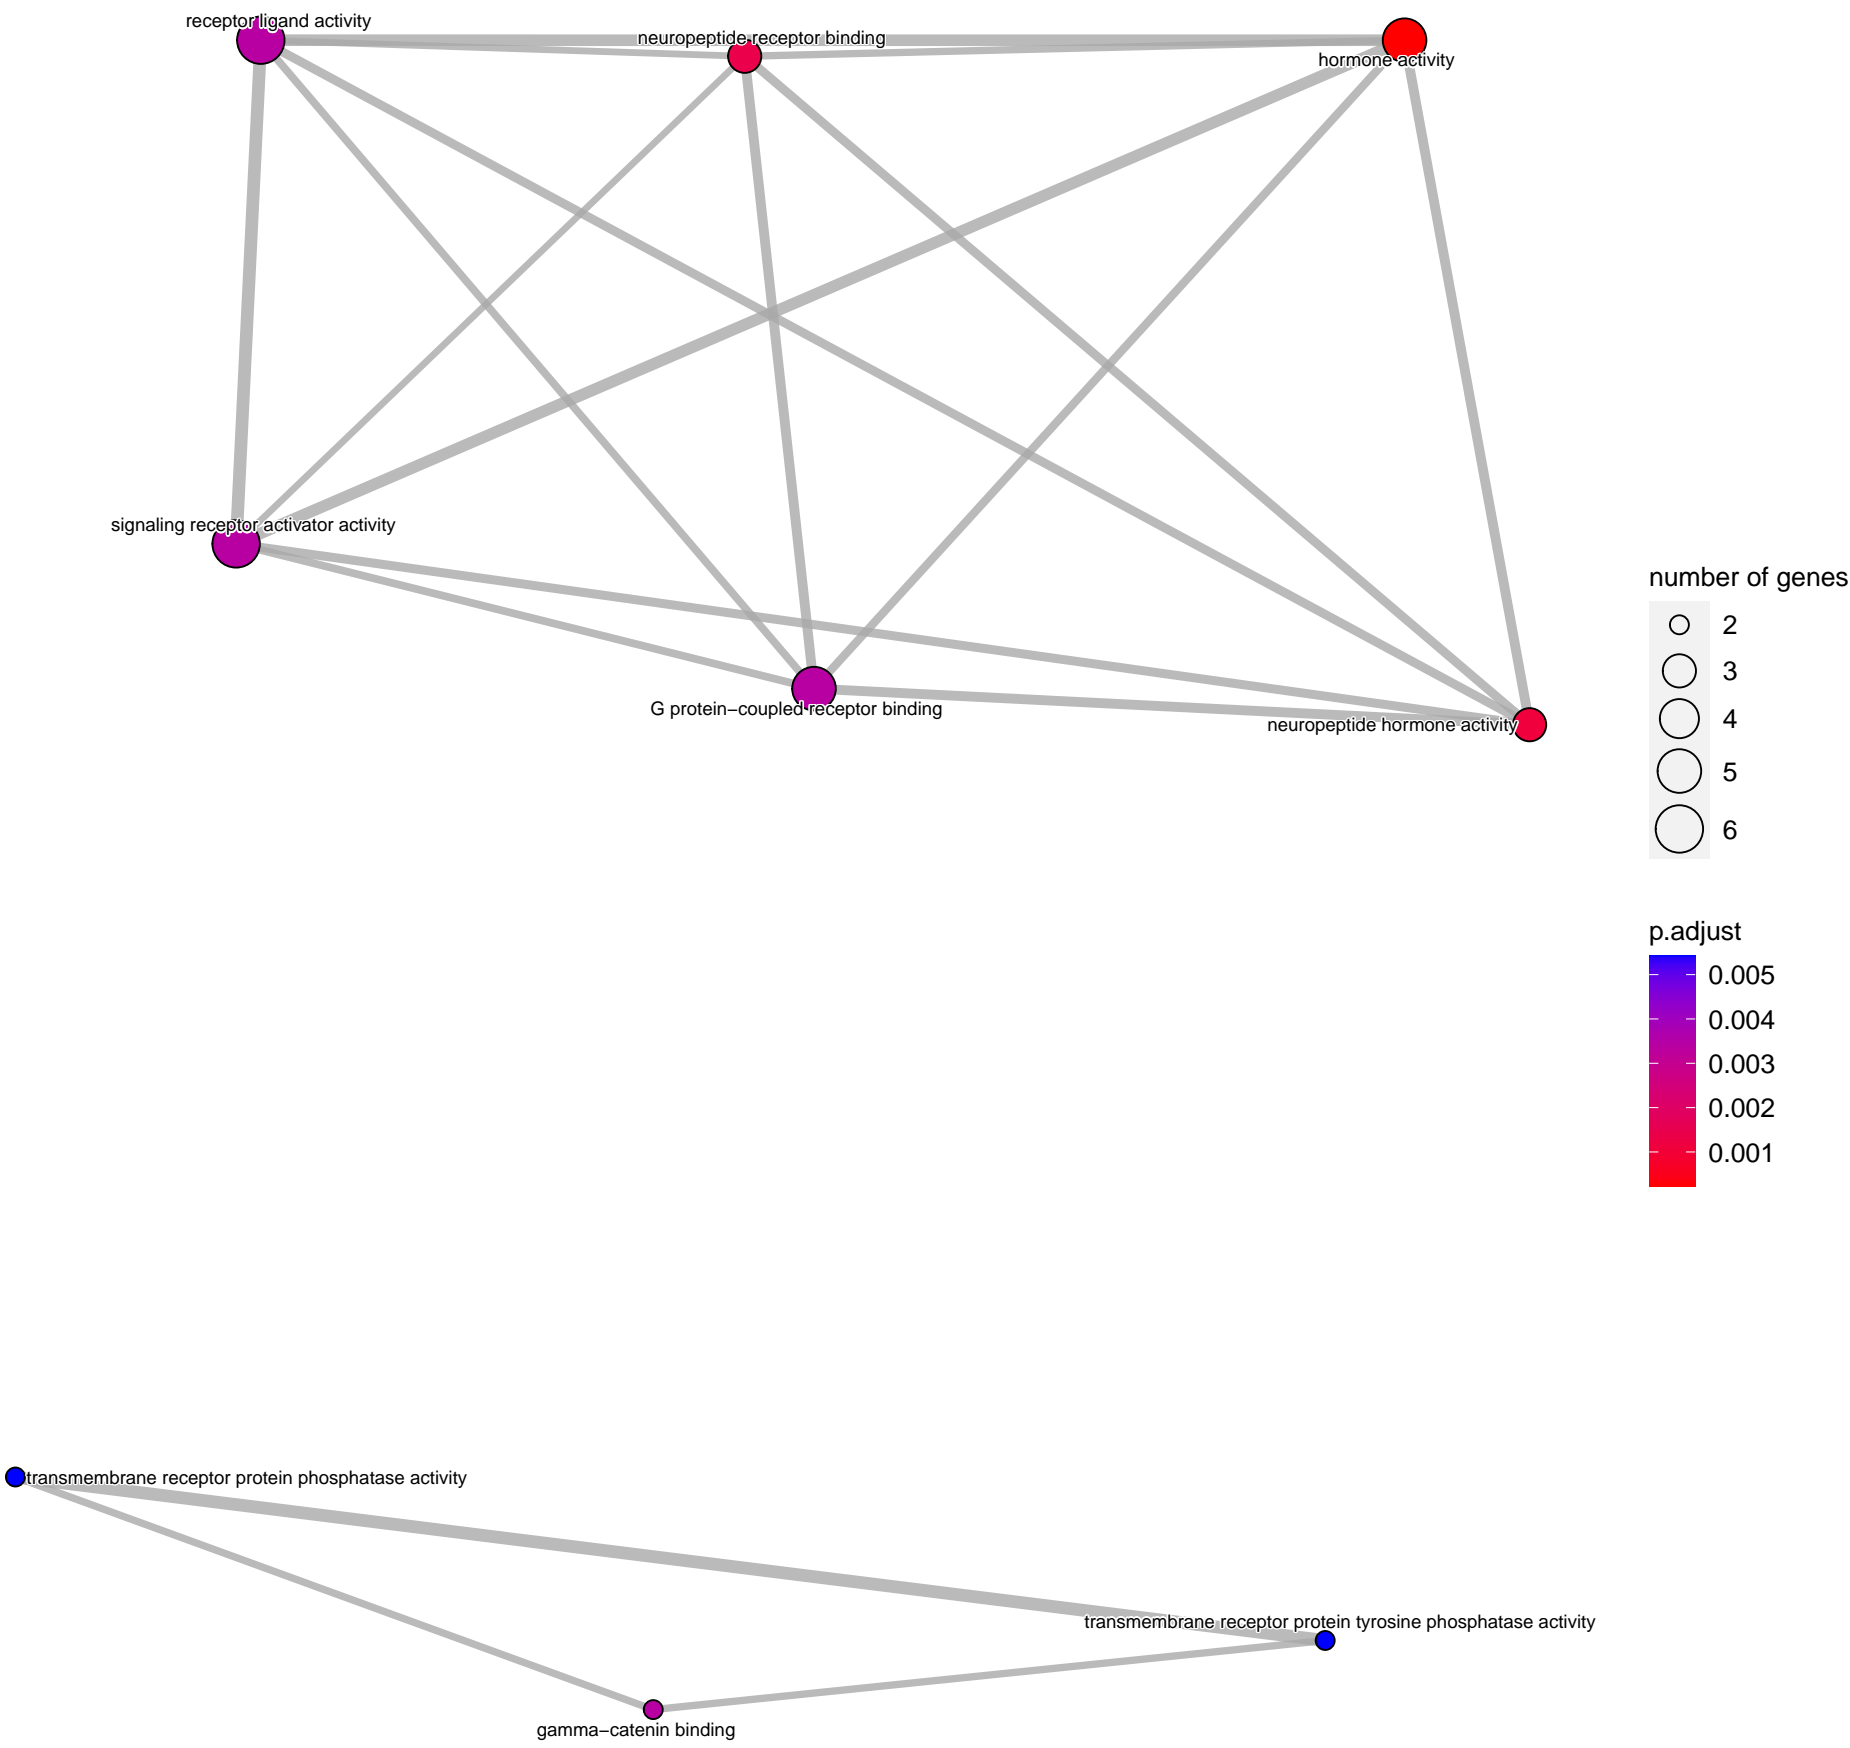 receptor ligand activity
neuropeptide receptor binding
hormone activity
signaling receptor activator activity
G protein−coupled receptor binding
neuropeptide hormone activity
number of genes
2
3
4
5
6
p.adjust
0.005
0.004
0.003
0.002
0.001
transmembrane receptor protein phosphatase activity
transmembrane receptor protein tyrosine phosphatase activity
gamma−catenin binding